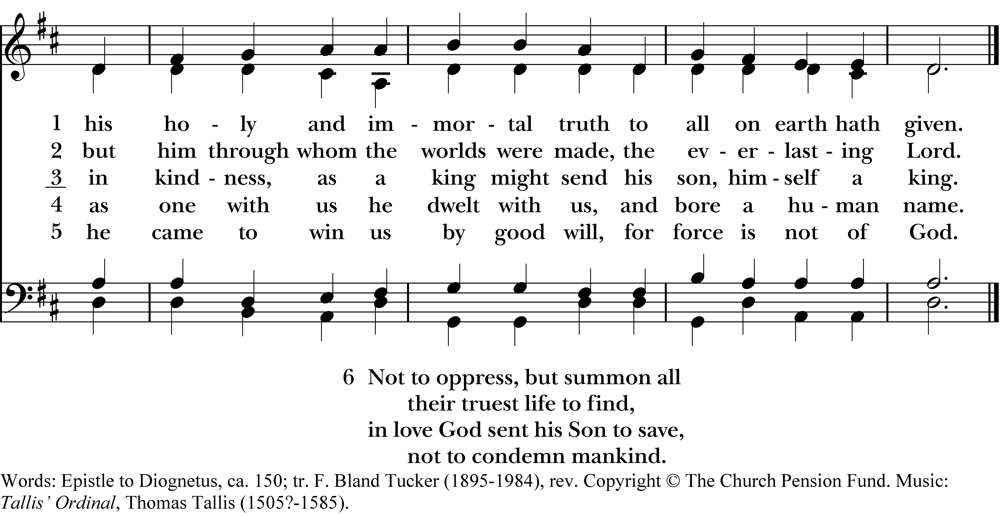 1 his ho - ly and im - mor - tal truth to all on earth hath given.
2 but him through whom the worlds were made, the ev - er - last - ing Lord.
3 in kind - ness, as a king might send his son, him - self a king.
4 as one with us he dwelt with us, and bore a hu - man name.
5 he came to win us by good will, for force is not of God.
6 Not to oppress, but summon all
their truest life to find,
in love God sent his Son to save,
not to condemn mankind.
Words: Epistle to Diognetus, ca. 150; tr. F. Bland Tucker (1895-1984), rev. Copyright © The Church Pension Fund. Music:
Tallis’ Ordinal, Thomas Tallis (1505?-1585).